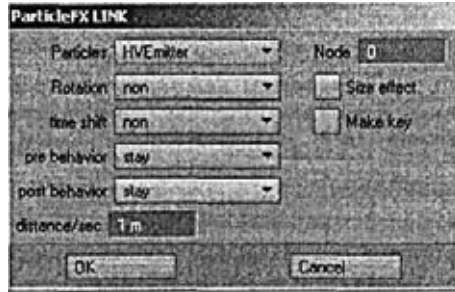 ParticleFX LINK
Particles HVEmitter Node 0
Rotation non Size effect
time shift non Make key
pre behavior stay
post behavior stay
distance/sec 1 m
OK Cancel